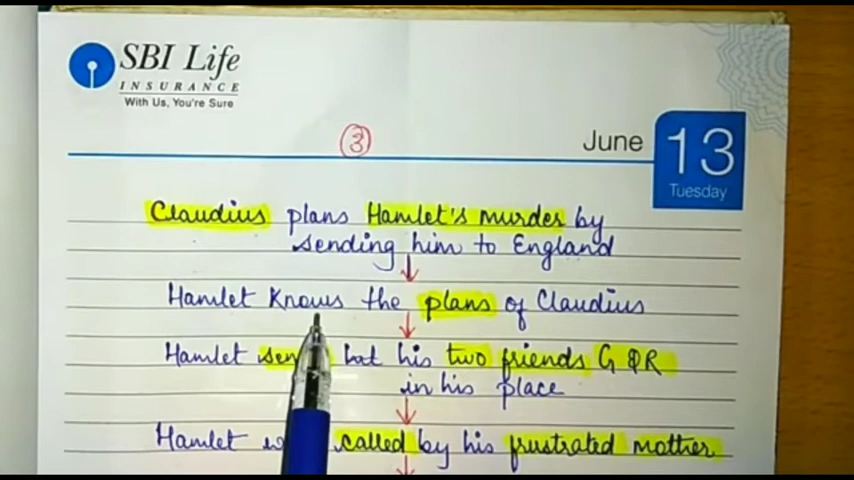 SBI Life
INSURANCE
With Us, You're Sure
3
June 13
Tuesday
Claudius plans Hamlet's murder by
sending him to England
Hamlet knows the plans of Claudius
Hamlet but his two friends G & R
in his place
Hamlet called by his frustrated mother